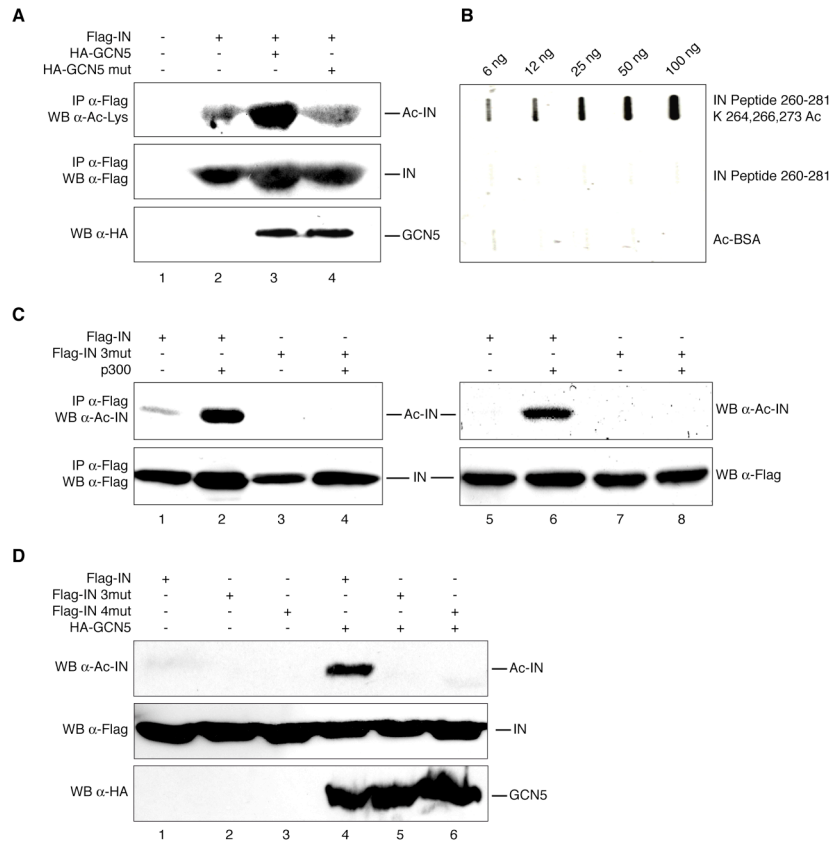 A
Flag-IN - + + +
HA-GCN5 - - + -
HA-GCN5 mut - - - +
IP α-Flag
WB α-Ac-Lys
Ac-IN
IP α-Flag
WB α-Flag
IN
WB α-HA
GCN5
1 2 3 4
B
6 ng 12 ng 25 ng 50 ng 100 ng
IN Peptide 260-281
K 264,266,273 Ac
IN Peptide 260-281
Ac-BSA
C
Flag-IN + + - - + + - -
Flag-IN 3mut - - + + - - + +
p300 - + - + - + - +
IP α-Flag
WB α-Ac-IN
Ac-IN
WB α-Ac-IN
IP α-Flag
WB α-Flag
IN
WB α-Flag
1 2 3 4 5 6 7 8
D
Flag-IN + - - + - -
Flag-IN 3mut - + - - + -
Flag-IN 4mut - - + - - +
HA-GCN5 - - - + + +
WB α-Ac-IN
Ac-IN
WB α-Flag
IN
WB α-HA
GCN5
1 2 3 4 5 6